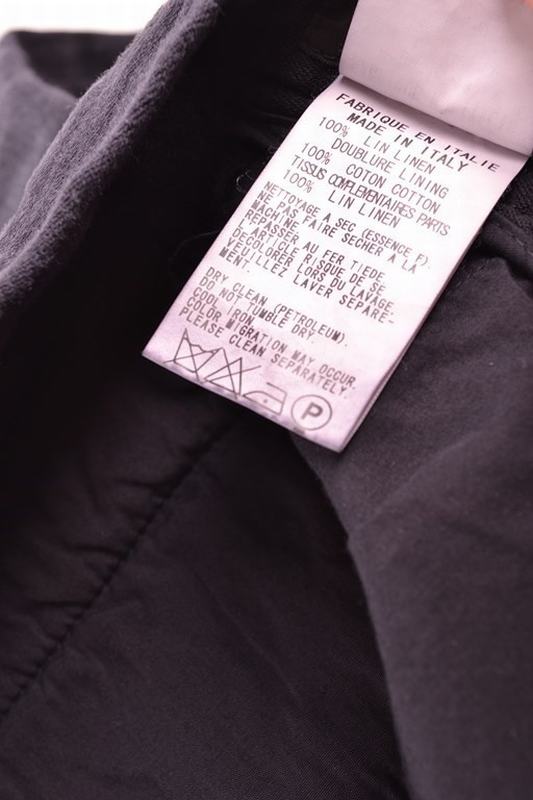 FABRIQUE EN ITALIE
MADE IN ITALY
100% LIN LINEN
DOUBLURE LINING
100% COTON COTTON
TISSUS COMPLEMENTAIRES PARTS
100% LIN LINEN
NETTOYAGE A SEC (ESSENCE F).
NE PAS FAIRE SECHER A LA
MACHINE
REPASSER AU FER TIEDE.
CE ARTICLE RISQUE DE SE
DECOLORER LORS DU LAVAGE.
VEUILLEZ LAVER SEPARE-
MENT.
DRY CLEAN (PETROLEUM).
DO NOT TUMBLE DRY.
COOL IRON
COLOR MIGRATION MAY OCCUR
PLEASE CLEAN SEPARATELY.
P